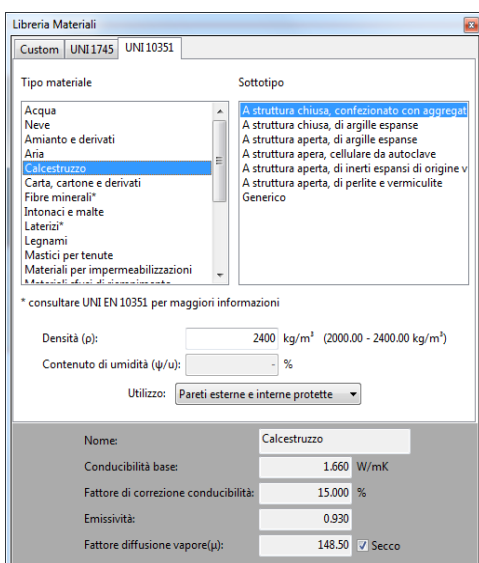 Libreria Materiali
Custom UNI 1745 UNI 10351
Tipo materiale
Acqua
Neve
Amianto e derivati
Aria
Calcestruzzo
Carta, cartone e derivati
Fibre minerali*
Intonaci e malte
Laterizi*
Legnami
Mastici per tenute
Materiali per impermeabilizzazioni
Materiali sfusi di riempimento
Sottotipo
A struttura chiusa, confezionato con aggregat
A struttura chiusa, di argille espanse
A struttura aperta, di argille espanse
A struttura apera, cellulare da autoclave
A struttura aperta, di inerti espansi di origine v
A struttura aperta, di perlite e vermiculite
Generico
* consultare UNI EN 10351 per maggiori informazioni
Densità (ρ): 2400 kg/m³ (2000.00 - 2400.00 kg/m³)
Contenuto di umidità (ψ/u): - %
Utilizzo: Pareti esterne e interne protette
Nome: Calcestruzzo
Conducibilità base: 1.660 W/mK
Fattore di correzione conducibilità: 15.000 %
Emissività: 0.930
Fattore diffusione vapore(μ): 148.50 Secco